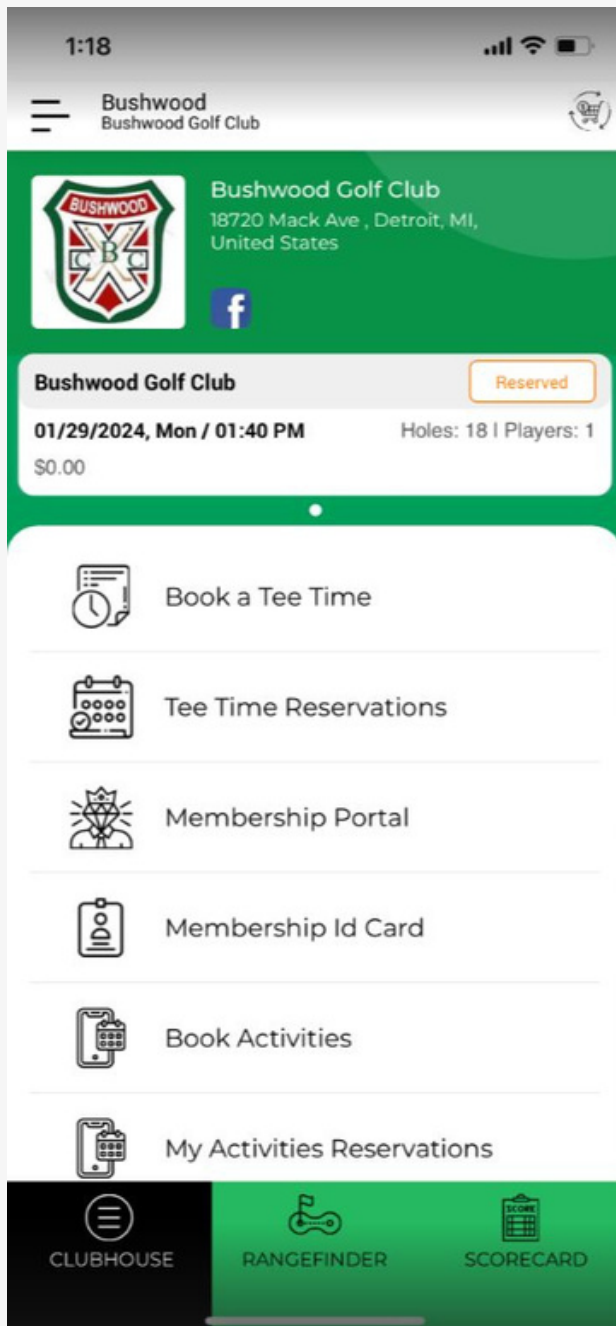 1:18
Bushwood
Bushwood Golf Club
BUSHWOOD
C B C
Bushwood Golf Club
18720 Mack Ave , Detroit, MI,
United States
f
Bushwood Golf Club
Reserved
01/29/2024, Mon / 01:40 PM
Holes: 18 | Players: 1
$0.00
Book a Tee Time
Tee Time Reservations
Membership Portal
Membership Id Card
Book Activities
My Activities Reservations
SCORE
CLUBHOUSE
RANGEFINDER
SCORECARD